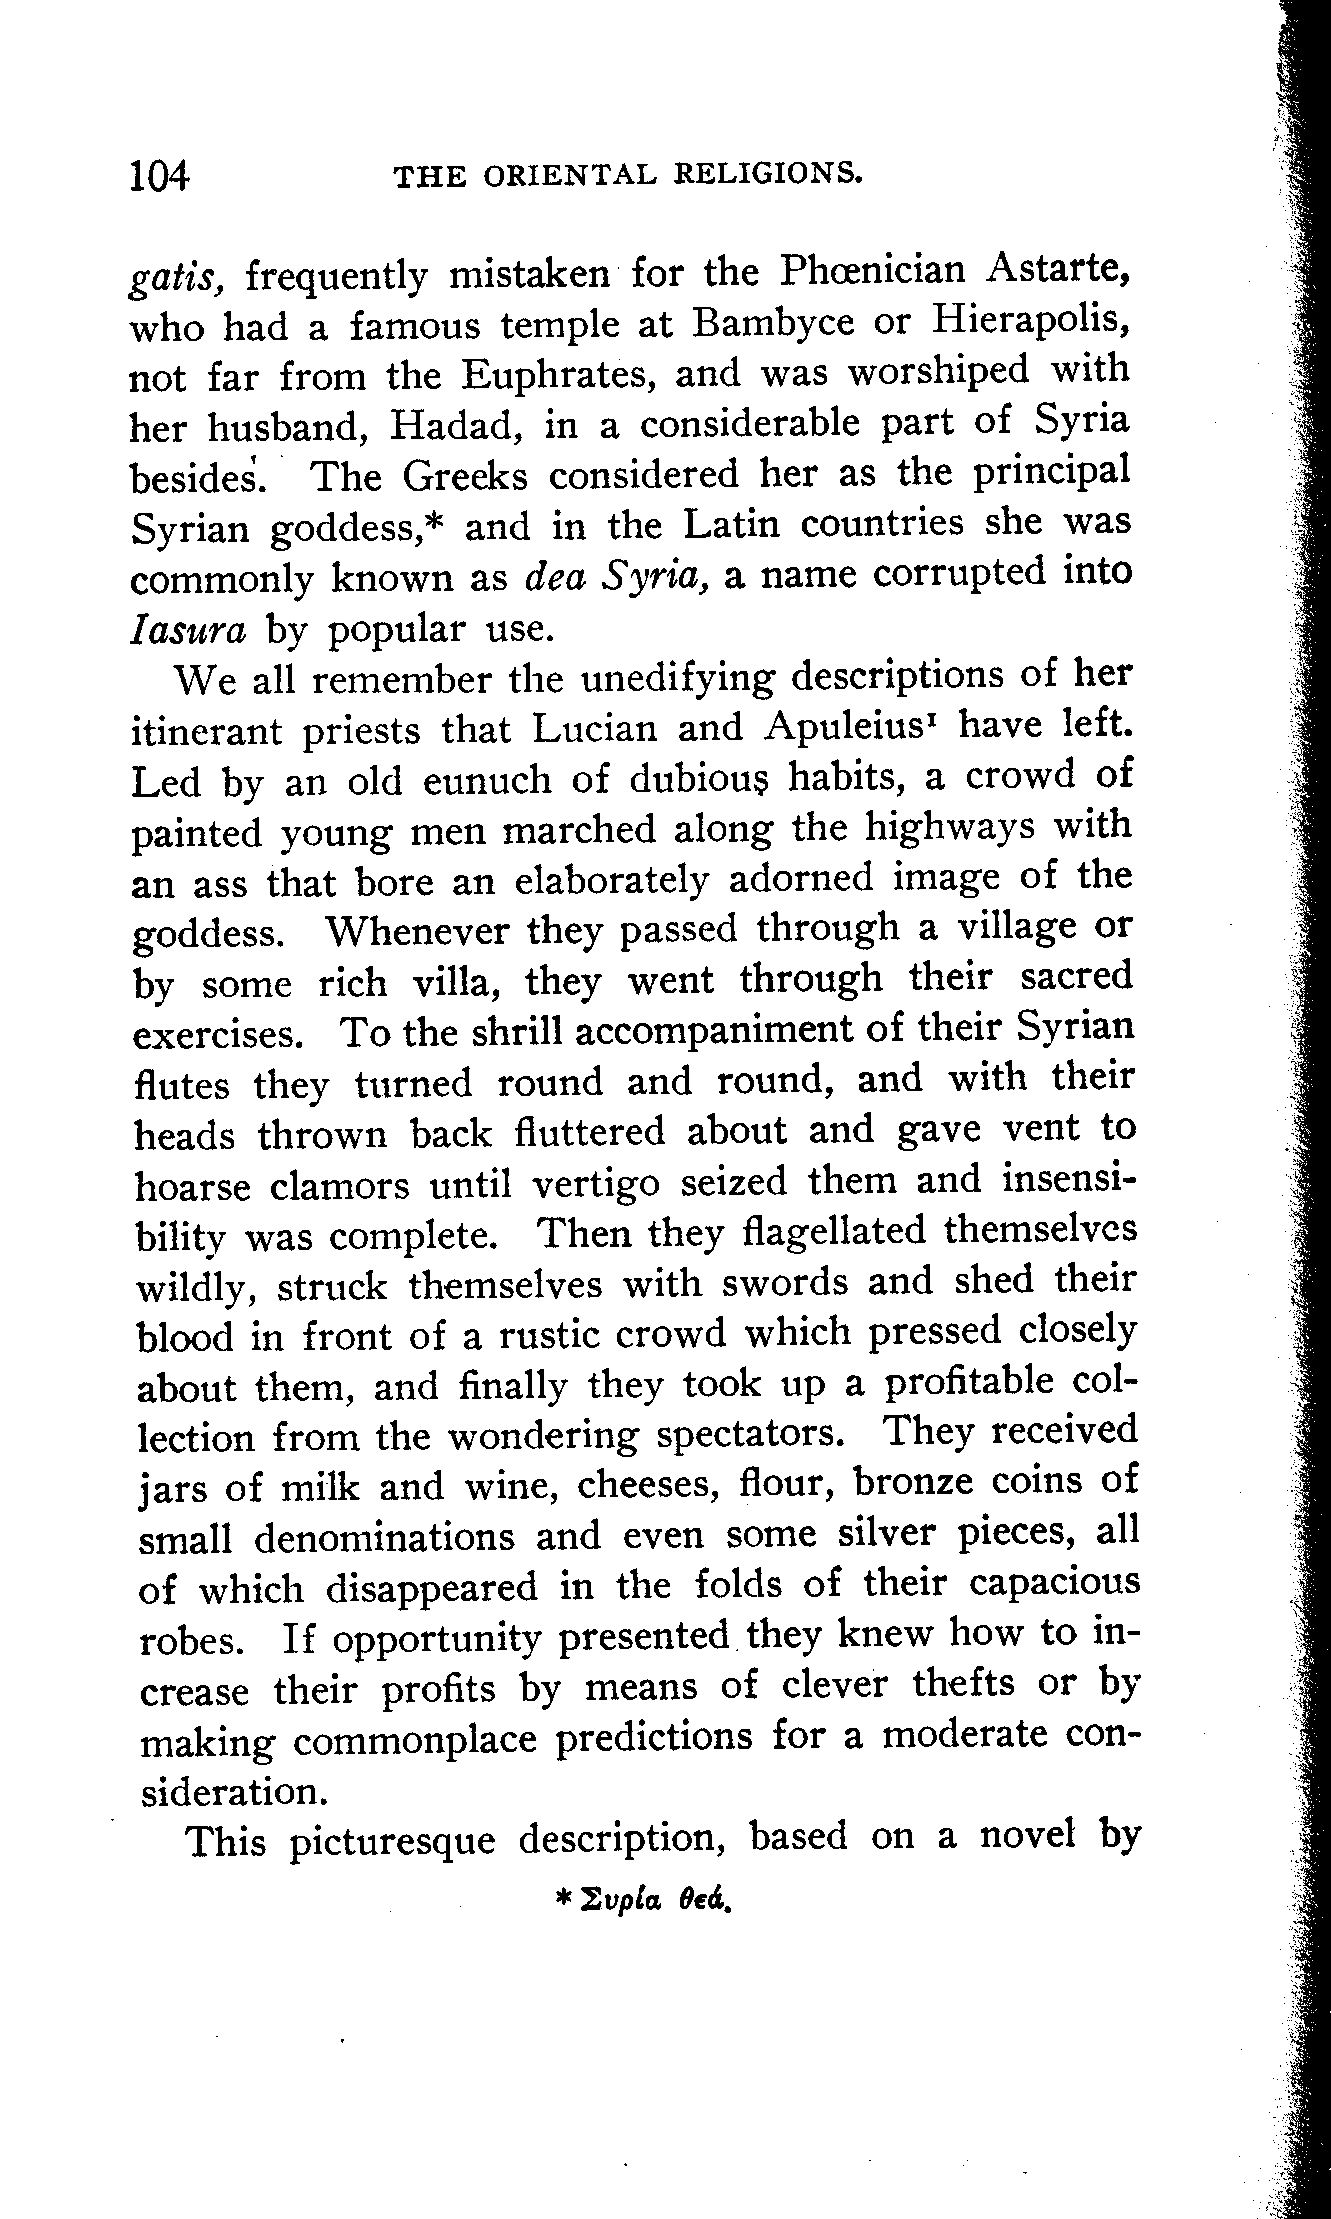 104 THE ORIENTAL RELIGIONS.
gatis, frequently mistaken for the Phœnician Astarte,
who had a famous temple at Bambyce or Hierapolis,
not far from the Euphrates, and was worshiped with
her husband, Hadad, in a considerable part of Syria
besides. The Greeks considered her as the principal
Syrian goddess,* and in the Latin countries she was
commonly known as dea Syria, a name corrupted into
Iasura by popular use.
We all remember the unedifying descriptions of her
itinerant priests that Lucian and Apuleius¹ have left.
Led by an old eunuch of dubious habits, a crowd of
painted young men marched along the highways with
an ass that bore an elaborately adorned image of the
goddess. Whenever they passed through a village or
by some rich villa, they went through their sacred
exercises. To the shrill accompaniment of their Syrian
flutes they turned round and round, and with their
heads thrown back fluttered about and gave vent to
hoarse clamors until vertigo seized them and insensi-
bility was complete. Then they flagellated themselves
wildly, struck themselves with swords and shed their
blood in front of a rustic crowd which pressed closely
about them, and finally they took up a profitable col-
lection from the wondering spectators. They received
jars of milk and wine, cheeses, flour, bronze coins of
small denominations and even some silver pieces, all
of which disappeared in the folds of their capacious
robes. If opportunity presented they knew how to in-
crease their profits by means of clever thefts or by
making commonplace predictions for a moderate con-
sideration.
This picturesque description, based on a novel by
* Συρία θεά.